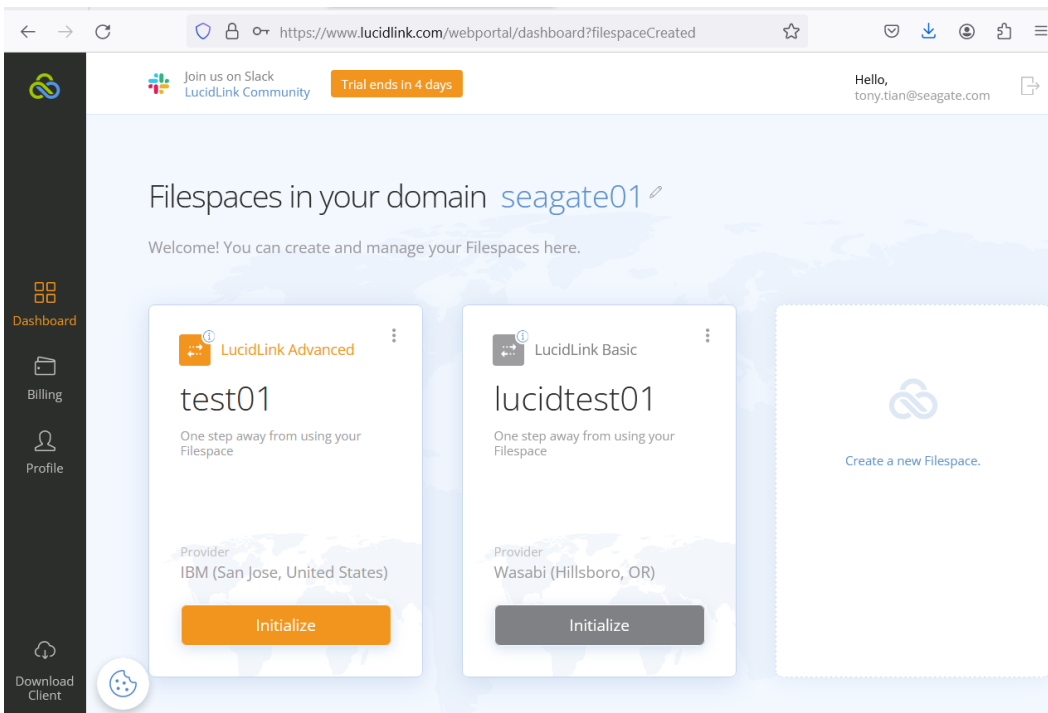 https://www.lucidlink.com/webportal/dashboard?filespaceCreated
Join us on Slack
LucidLink Community
Trial ends in 4 days
Hello,
tony.tian@seagate.com
Filespaces in your domain seagate01
Welcome! You can create and manage your Filespaces here.
Dashboard
Billing
Profile
Download
Client
LucidLink Advanced
test01
One step away from using your
Filespace
Provider
IBM (San Jose, United States)
Initialize
LucidLink Basic
lucidtest01
One step away from using your
Filespace
Provider
Wasabi (Hillsboro, OR)
Initialize
Create a new Filespace.